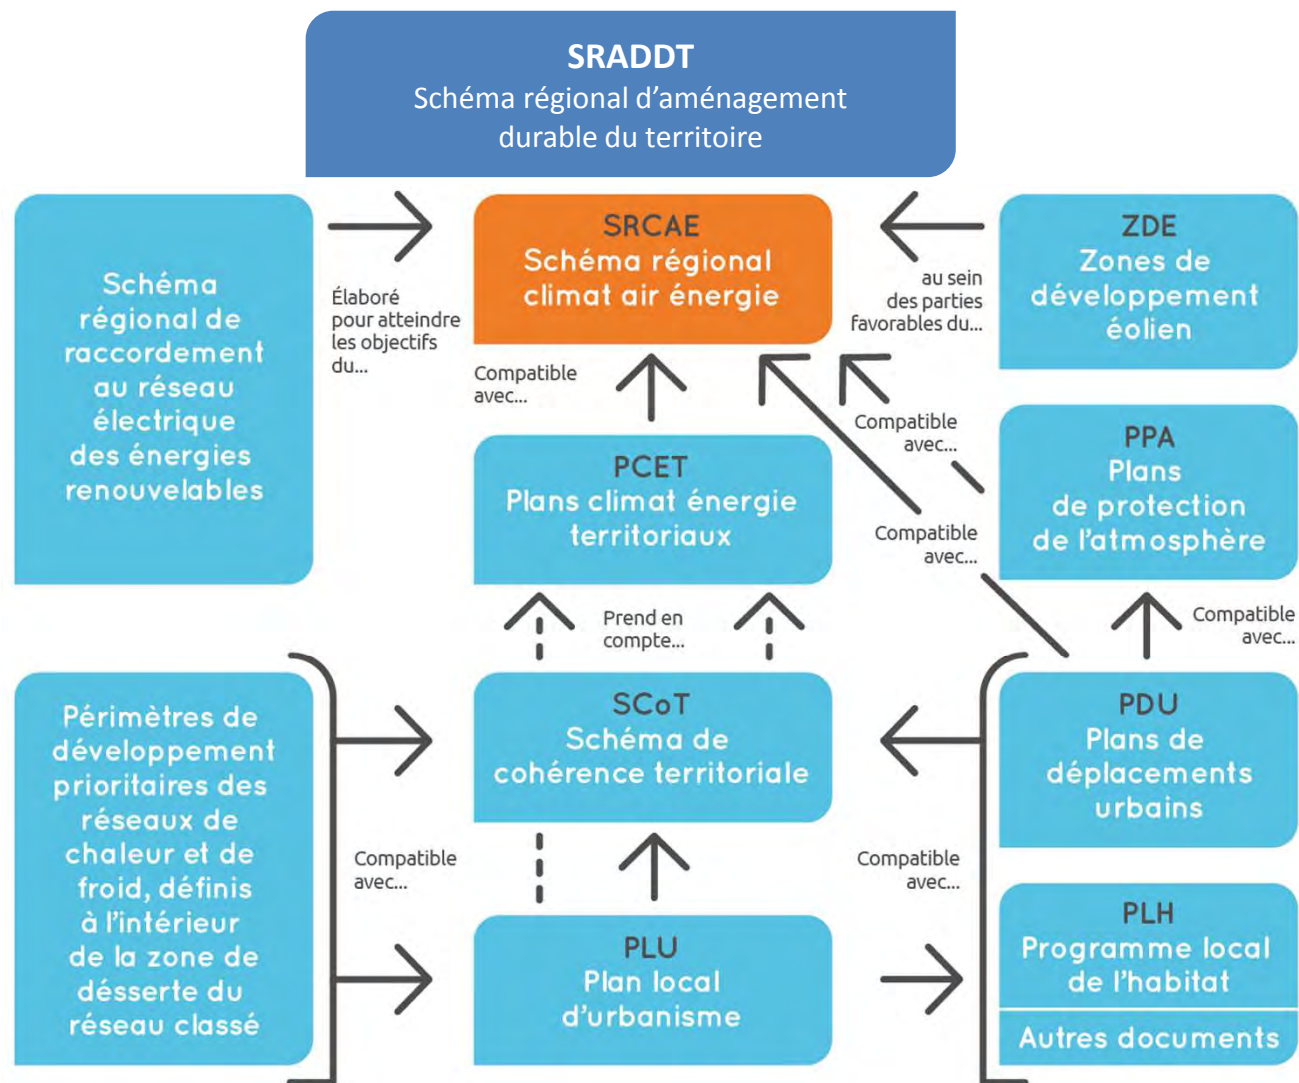 SRADDT
Schéma régional d'aménagement
durable du territoire
Schéma
régional de
raccordement
au réseau
électrique
des énergies
renouvelables
Élaboré
pour atteindre
les objectifs
du...
SRCAE
Schéma régional
climat air énergie
au sein
des parties
favorables du...
ZDE
Zones de
développement
éolien
Compatible
avec...
PCET
Plans climat énergie
territoriaux
Compatible
avec...
PPA
Plans
de protection
de l'atmosphère
Compatible
avec...
Prend en
compte...
Compatible
avec...
Périmètres de
développement
prioritaires des
réseaux de
chaleur et de
froid, définis
à l'intérieur
de la zone de
désserte du
réseau classé
SCoT
Schéma de
cohérence territoriale
PDU
Plans de
déplacements
urbains
Compatible
avec...
Compatible
avec...
PLU
Plan local
d'urbanisme
PLH
Programme local
de l'habitat
Autres documents